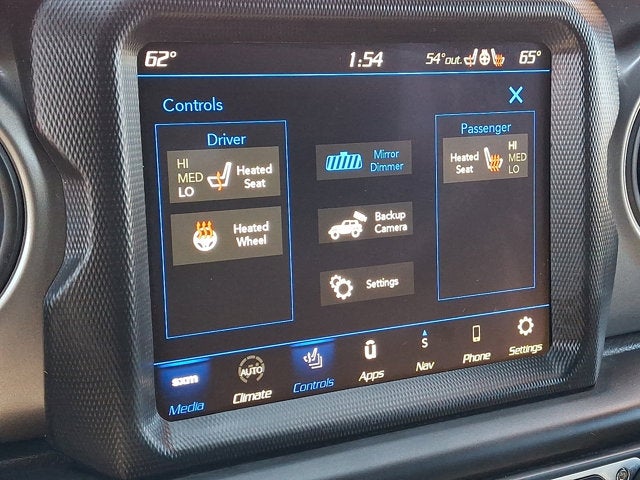 62°
1:54
54° out.
65°
Controls
X
Driver
HI
MED
LO
Heated
Seat
Heated
Wheel
Mirror
Dimmer
Backup
Camera
Settings
Passenger
Heated
Seat
HI
MED
LO
sxm
Media
AUTO
Climate
Controls
Apps
S
Nav
Phone
Settings